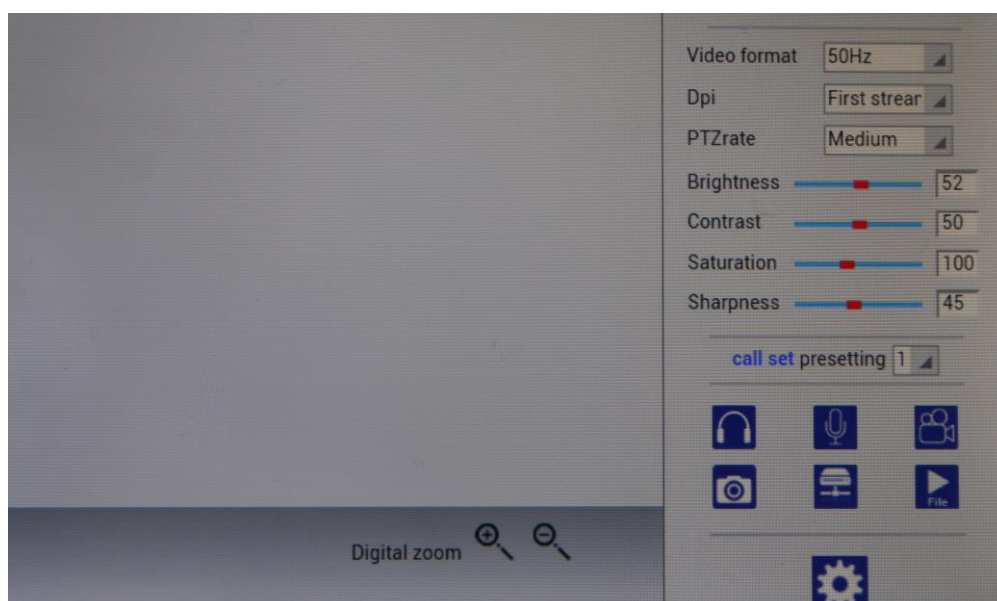 Video format 50Hz
Dpi First strear
PTZrate Medium
Brightness 52
Contrast 50
Saturation 100
Sharpness 45
call set presetting 1
File
Digital zoom